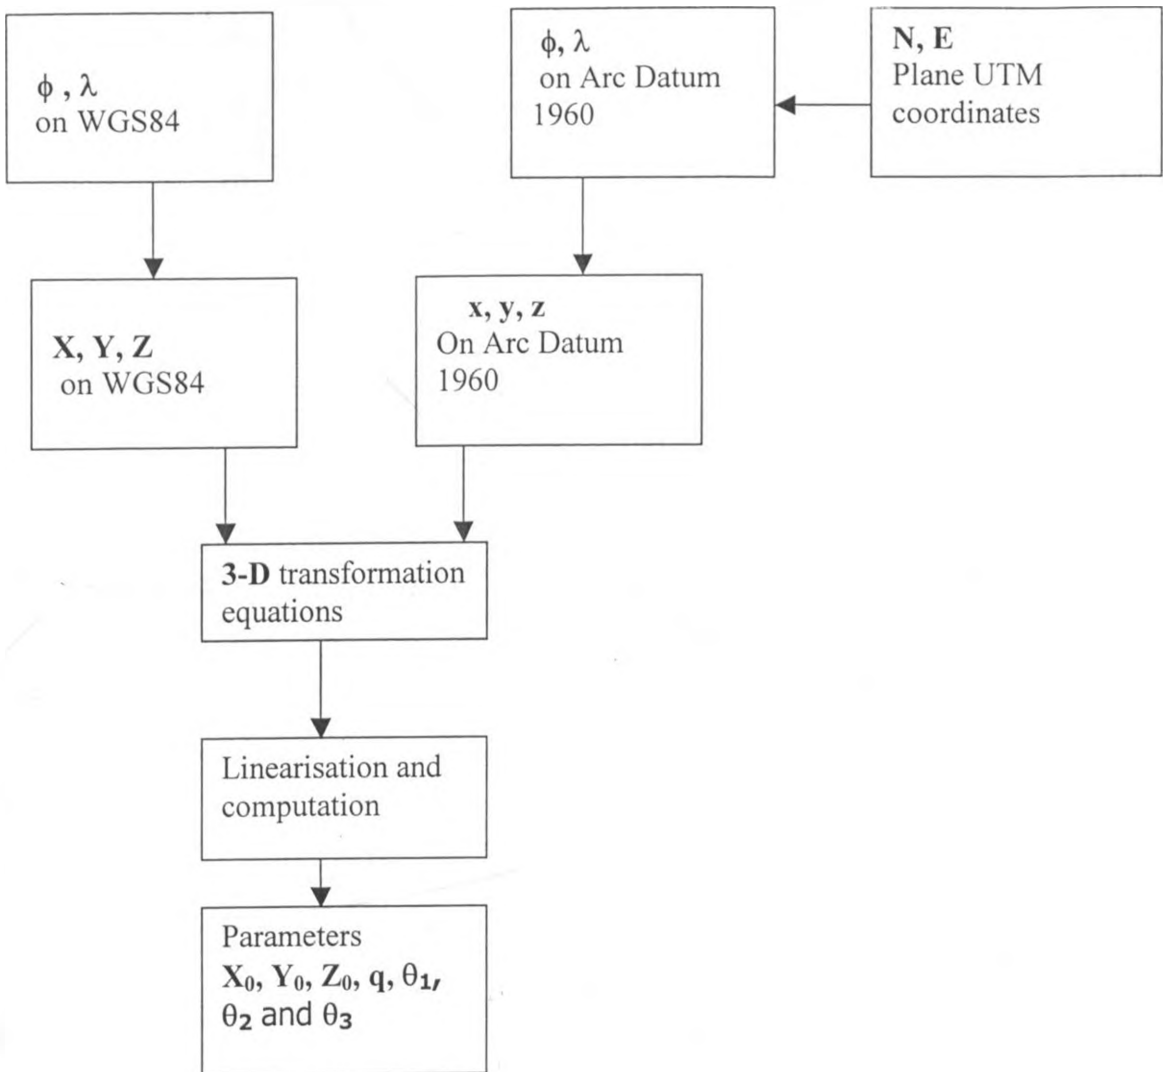 ϕ , λ
on WGS84
ϕ, λ
on Arc Datum
1960
N, E
Plane UTM
coordinates
X, Y, Z
on WGS84
x, y, z
On Arc Datum
1960
3-D transformation
equations
Linearisation and
computation
Parameters
X₀, Y₀, Z₀, q, θ₁,
θ₂ and θ₃